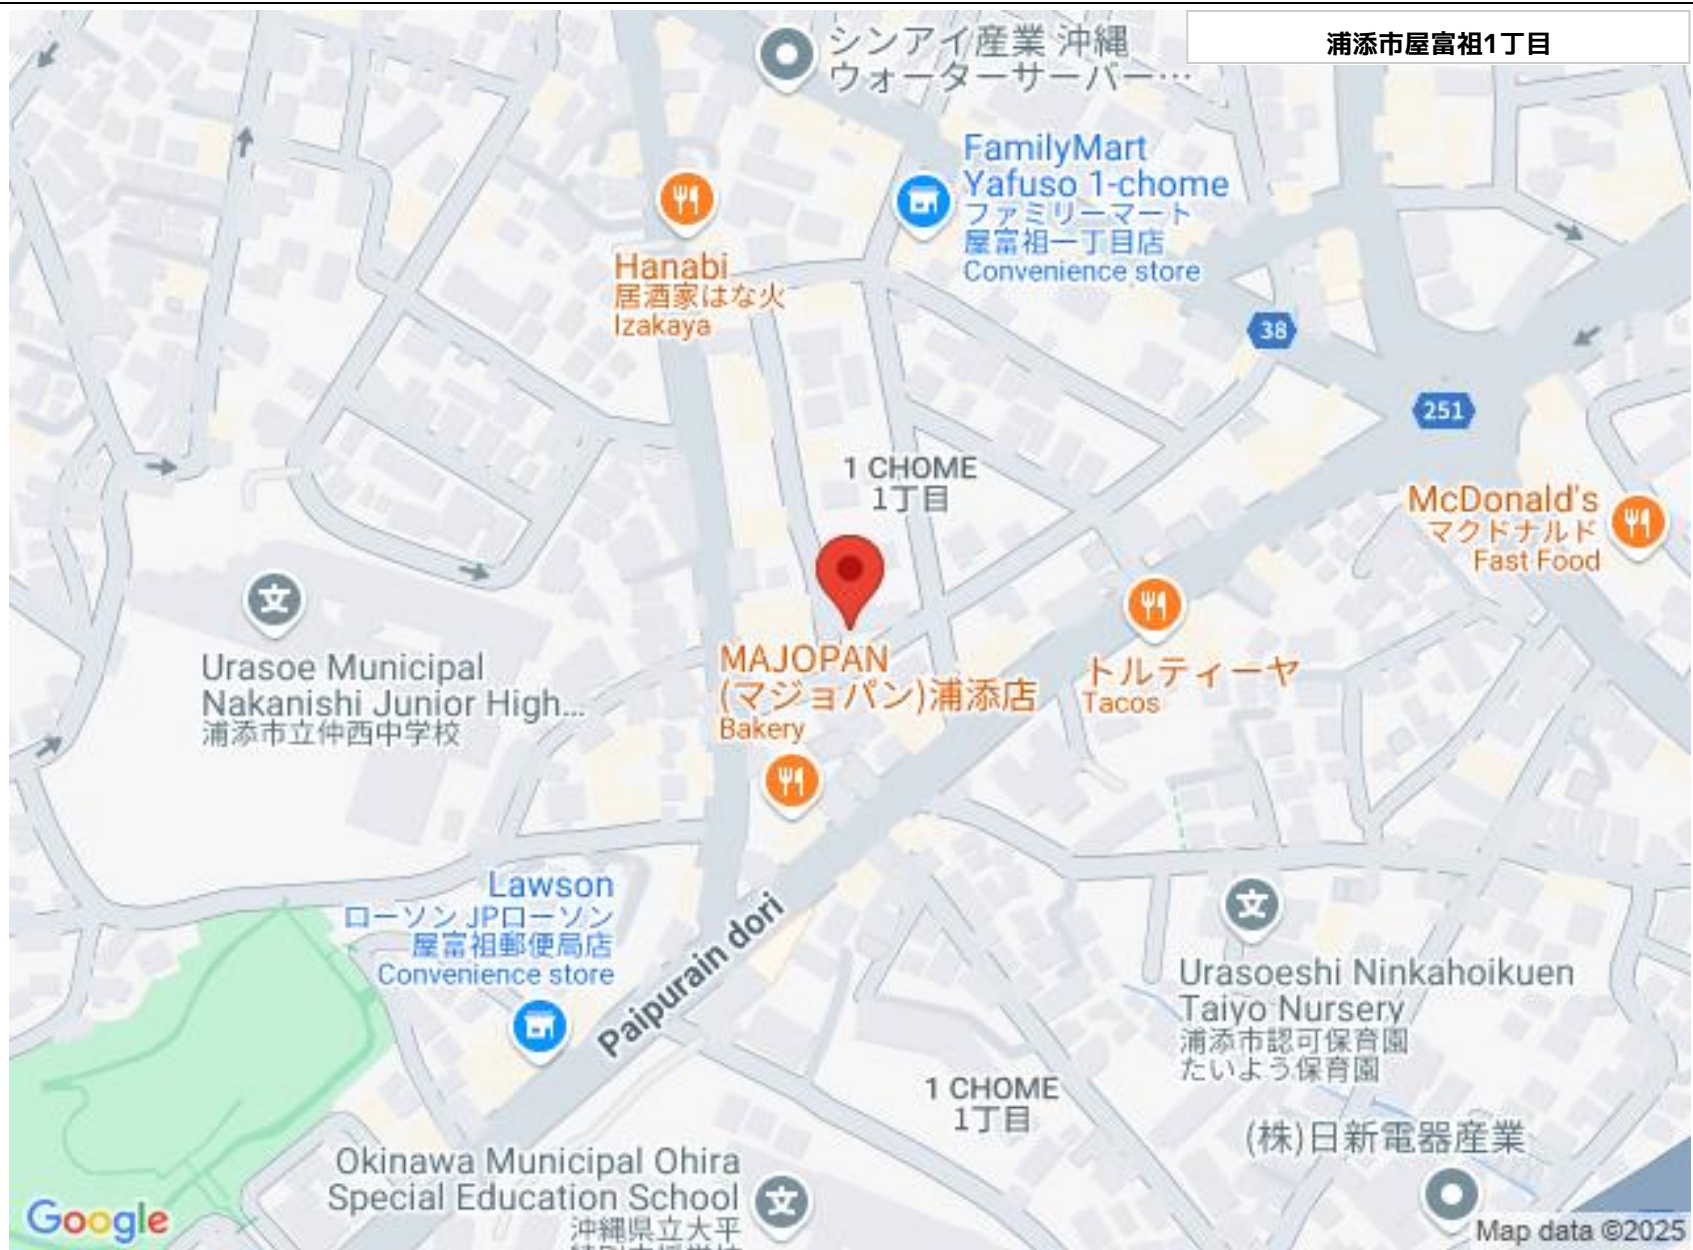 浦添市屋富祖1丁目
シンアイ産業 沖縄
ウォーターサーバー…
FamilyMart
Yafuso 1-chome
ファミリーマート
屋富祖一丁目店
Convenience store
Hanabi
居酒家はな火
Izakaya
38
251
1 CHOME
1丁目
McDonald's
マクドナルド
Fast Food
Urasoe Municipal
Nakanishi Junior High...
浦添市立仲西中学校
MAJOPAN
(マジョパン)浦添店
Bakery
トルティーヤ
Tacos
Lawson
ローソン JPローソン
屋富祖郵便局店
Convenience store
Paipurain dori
Urasoeshi Ninkahoikuen
Taiyo Nursery
浦添市認可保育園
たいよう保育園
1 CHOME
1丁目
(株)日新電器産業
Okinawa Municipal Ohira
Special Education School
沖縄県立大平
Google
Map data ©2025